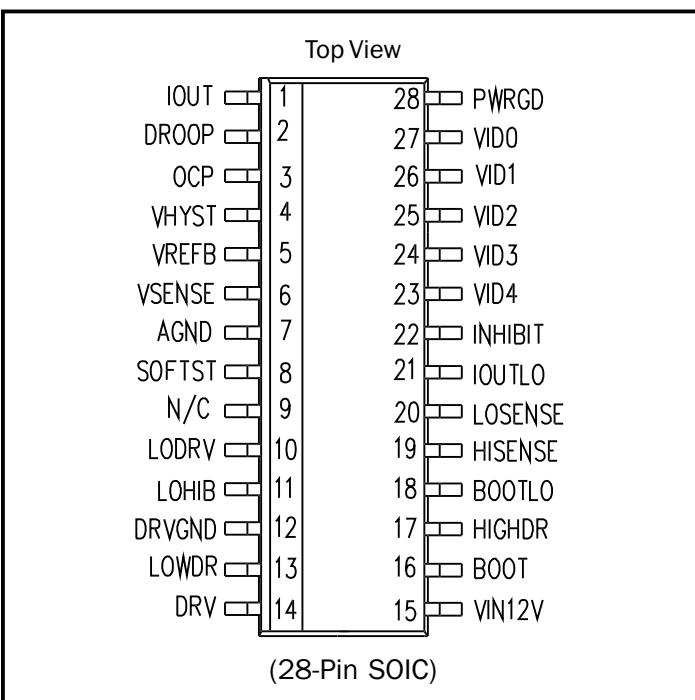 Top View
IOUT 1 28 PWRGD
DROOP 2 27 VID0
OCP 3 26 VID1
VHYST 4 25 VID2
VREFB 5 24 VID3
VSENSE 6 23 VID4
AGND 7 22 INHIBIT
SOFTST 8 21 IOUTLO
N/C 9 20 LOSENSE
LODRV 10 19 HISENSE
LOHIB 11 18 BOOTLO
DRVGND 12 17 HIGHDR
LOWDR 13 16 BOOT
DRV 14 15 VIN12V
(28-Pin SOIC)